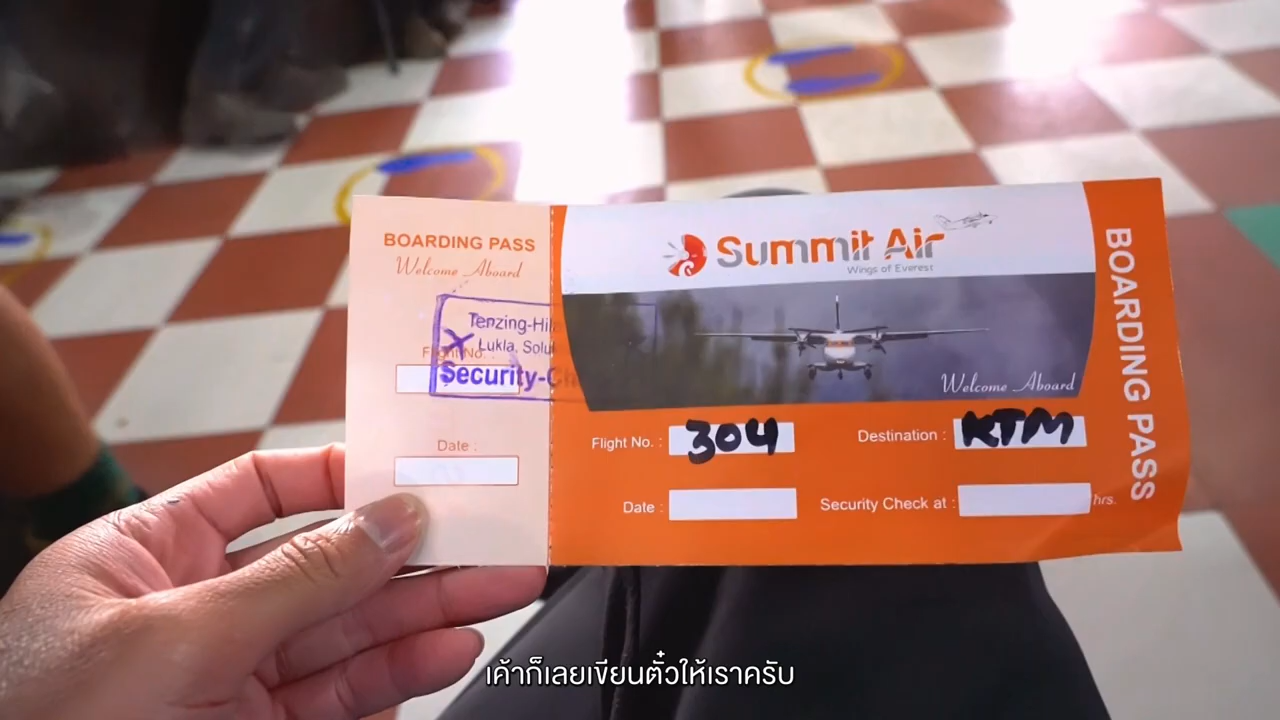 BOARDING PASS
Welcome Aboard
Tenzing-Hil
X Lukla, Solu
Flight No. :
Security-Ch
Date :
Summit Air
Wings of Everest
Welcome Aboard
Flight No. : 304
Destination : KTM
Date :
Security Check at : hrs.
BOARDING PASS
เค้าก็เลยเขียนตั๋วให้เราครับ